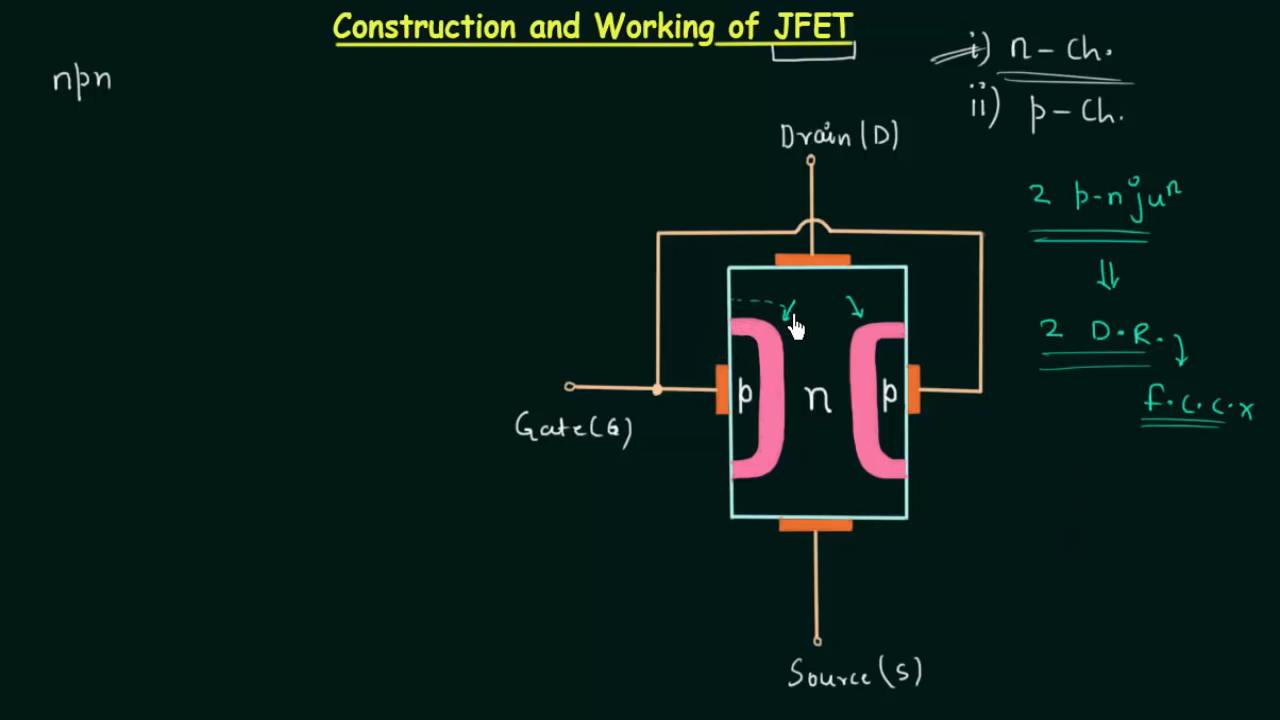 Construction and Working of JFET
i) n - Ch.
ii) p - Ch.
npn
Drain (D)
2 p-n juⁿ
⇓
2 D.R.
f.c.c. x
p n p
Gate (G)
Source (S)